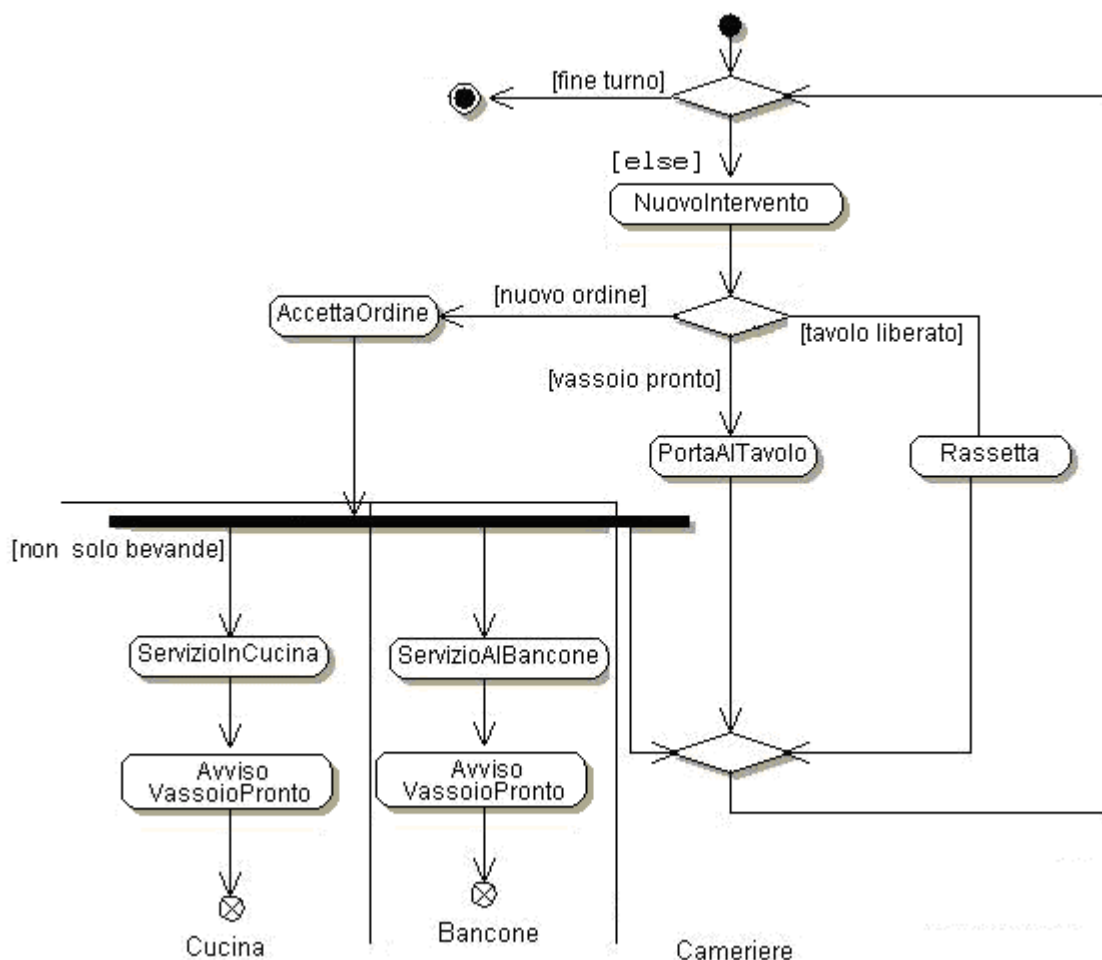 [fine turno]
[else]
NuovoIntervento
[nuovo ordine]
AccettaOrdine
[tavolo liberato]
[vassoio pronto]
PortaAlTavolo
Rassetta
[non solo bevande]
ServizioInCucina
ServizioAlBancone
Avviso
VassoioPronto
Avviso
VassoioPronto
Cucina
Bancone
Cameriere